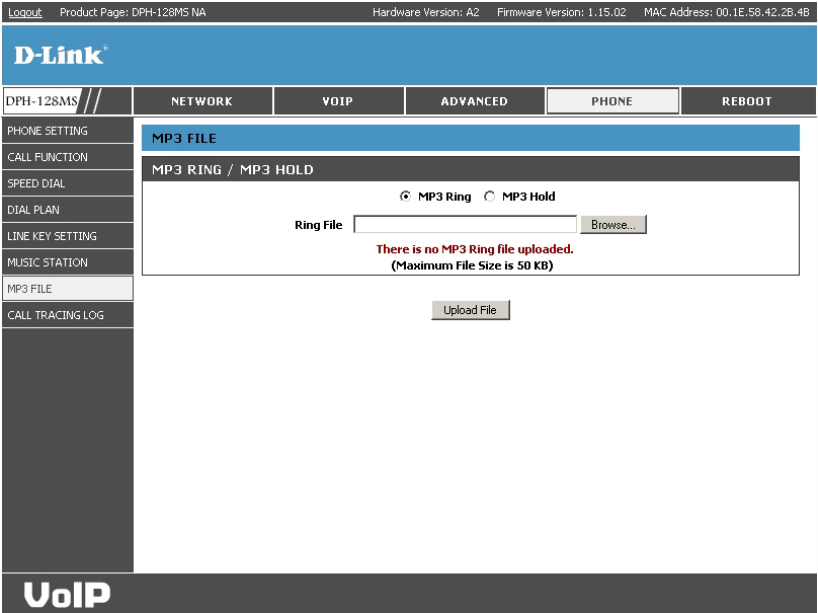 Logout Product Page: DPH-128MS NA Hardware Version: A2 Firmware Version: 1.15.02 MAC Address: 00.1E.58.42.2B.4B
D-Link
DPH-128MS NETWORK VOIP ADVANCED PHONE REBOOT
PHONE SETTING
CALL FUNCTION
SPEED DIAL
DIAL PLAN
LINE KEY SETTING
MUSIC STATION
MP3 FILE
CALL TRACING LOG
MP3 FILE
MP3 RING / MP3 HOLD
MP3 Ring MP3 Hold
Ring File Browse...
There is no MP3 Ring file uploaded.
(Maximum File Size is 50 KB)
Upload File
VoIP